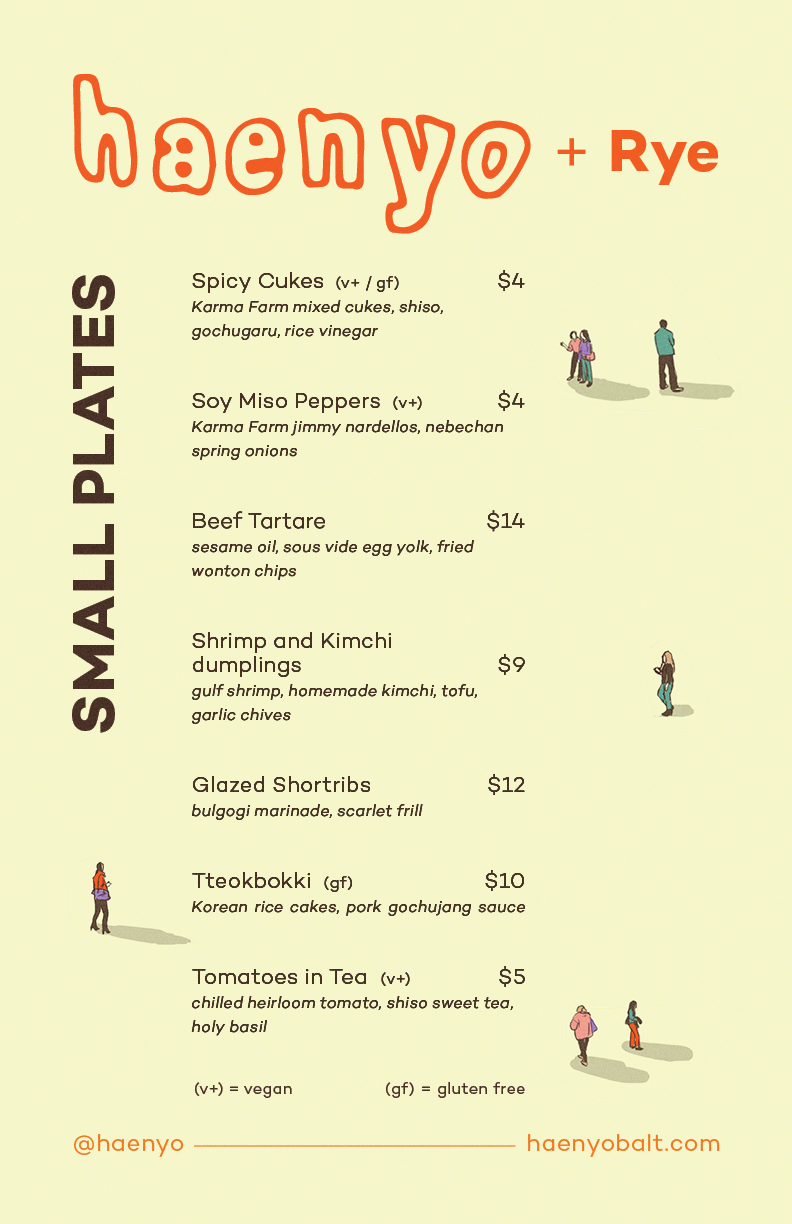 haenyo + Rye
SMALL PLATES
Spicy Cukes (v+ / gf) $4
Karma Farm mixed cukes, shiso,
gochugaru, rice vinegar
Soy Miso Peppers (v+) $4
Karma Farm jimmy nardellos, nebechan
spring onions
Beef Tartare $14
sesame oil, sous vide egg yolk, fried
wonton chips
Shrimp and Kimchi
dumplings $9
gulf shrimp, homemade kimchi, tofu,
garlic chives
Glazed Shortribs $12
bulgogi marinade, scarlet frill
Tteokbokki (gf) $10
Korean rice cakes, pork gochujang sauce
Tomatoes in Tea (v+) $5
chilled heirloom tomato, shiso sweet tea,
holy basil
(v+) = vegan (gf) = gluten free
@haenyo haenyobalt.com